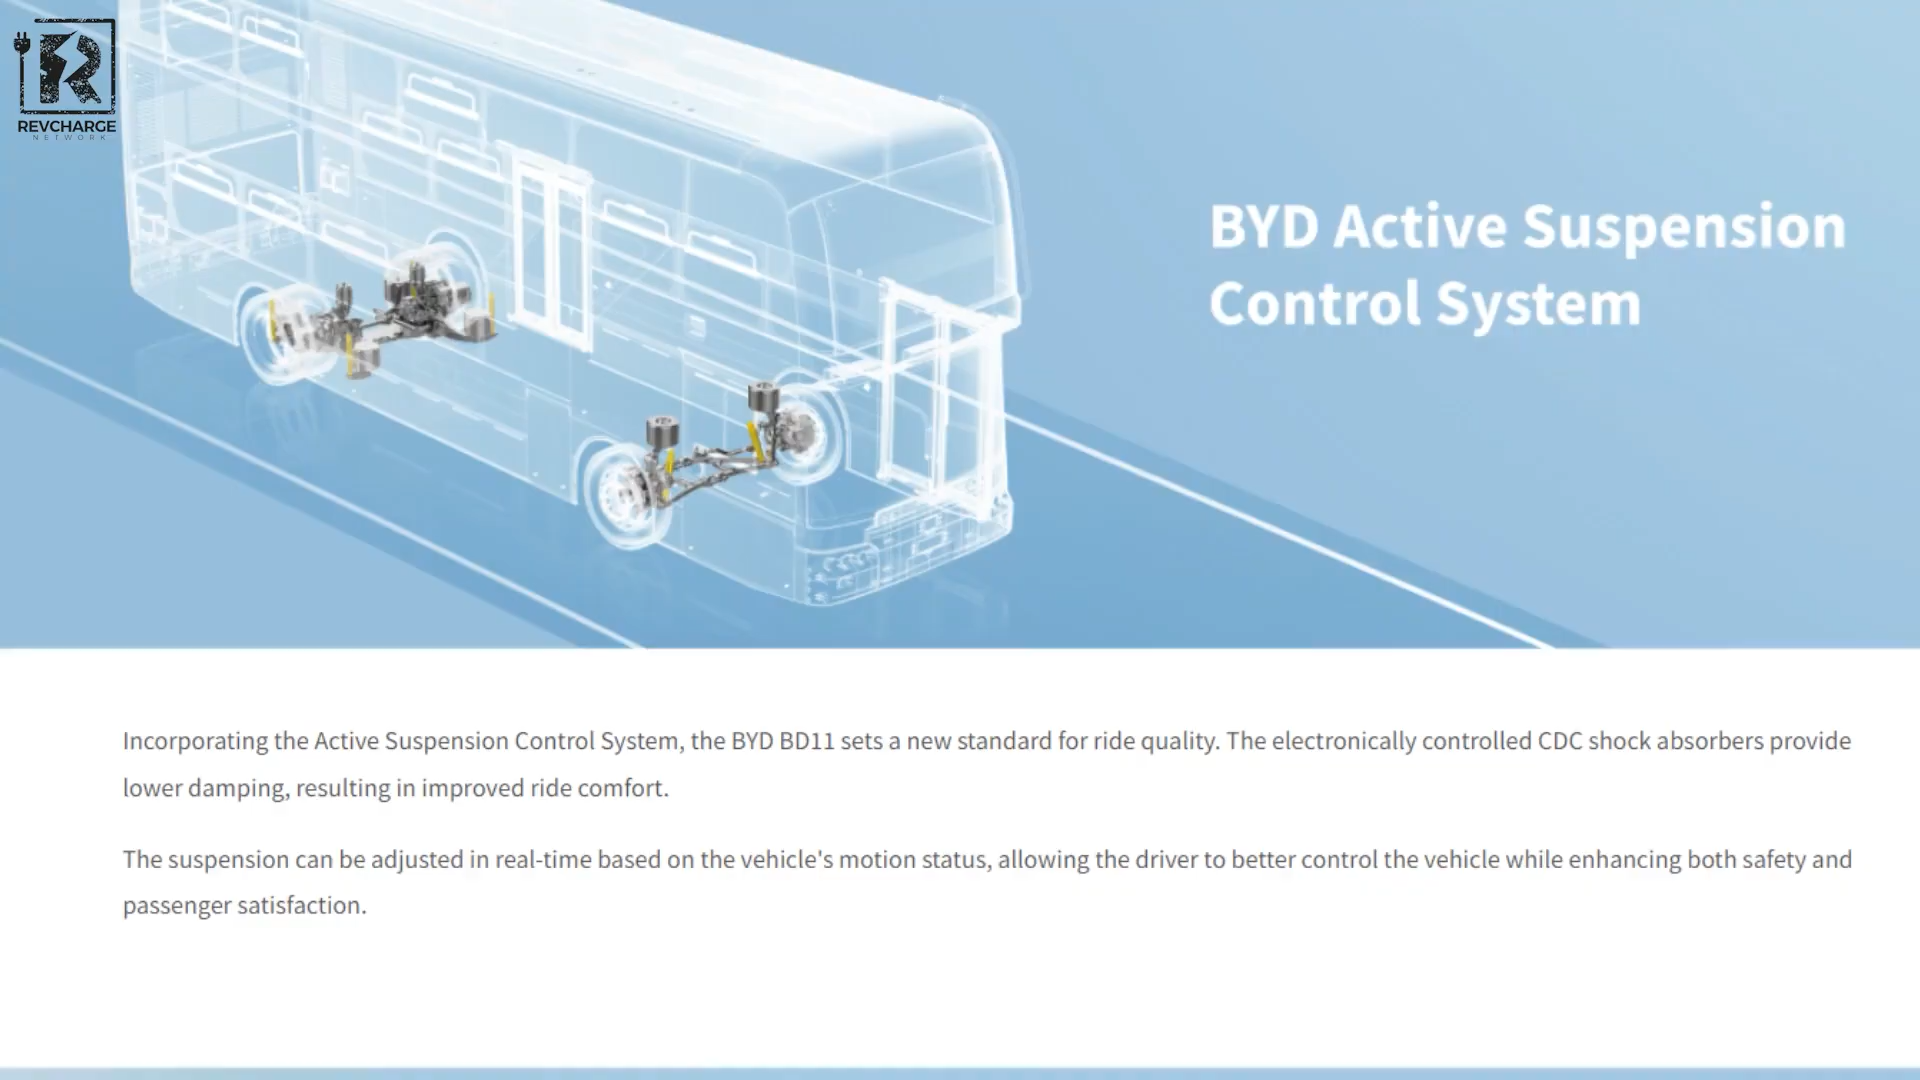 REVCHARGE
NETWORK
BYD Active Suspension
Control System
Incorporating the Active Suspension Control System, the BYD BD11 sets a new standard for ride quality. The electronically controlled CDC shock absorbers provide
lower damping, resulting in improved ride comfort.
The suspension can be adjusted in real-time based on the vehicle's motion status, allowing the driver to better control the vehicle while enhancing both safety and
passenger satisfaction.